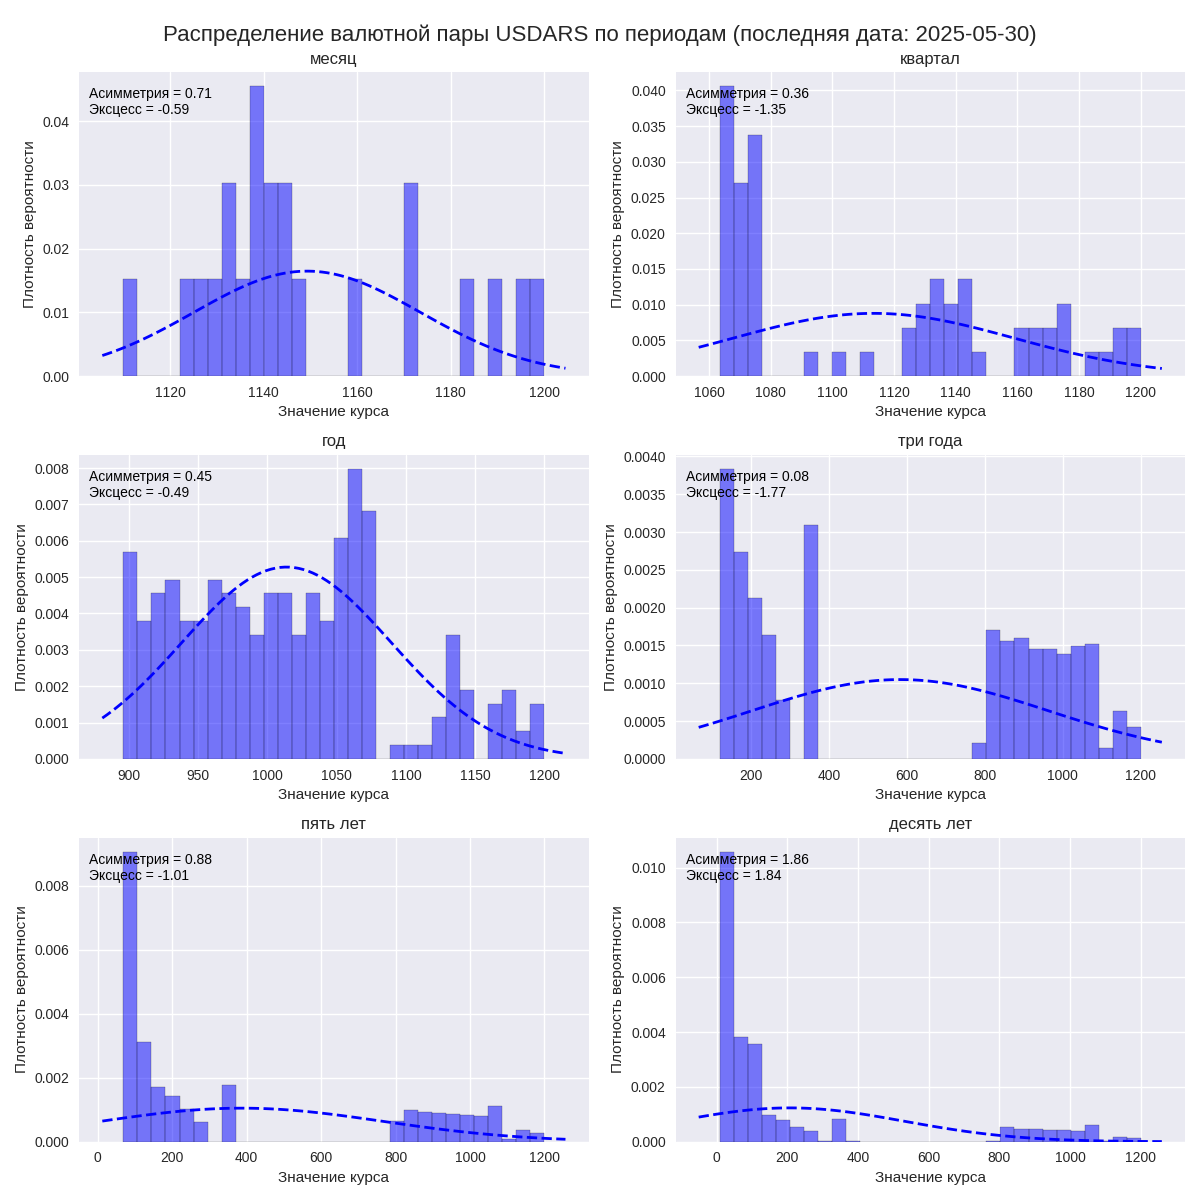 Распределение валютной пары USDARS по периодам (последняя дата: 2025-05-30)
месяц
Асимметрия = 0.71
Эксцесс = -0.59
Плотность вероятности
0.04
0.03
0.02
0.01
0.00
1120 1140 1160 1180 1200
Значение курса
квартал
Асимметрия = 0.36
Эксцесс = -1.35
Плотность вероятности
0.040
0.035
0.030
0.025
0.020
0.015
0.010
0.005
0.000
1060 1080 1100 1120 1140 1160 1180 1200
Значение курса
год
Асимметрия = 0.45
Эксцесс = -0.49
Плотность вероятности
0.008
0.007
0.006
0.005
0.004
0.003
0.002
0.001
0.000
900 950 1000 1050 1100 1150 1200
Значение курса
три года
Асимметрия = 0.08
Эксцесс = -1.77
Плотность вероятности
0.0040
0.0035
0.0030
0.0025
0.0020
0.0015
0.0010
0.0005
0.0000
200 400 600 800 1000 1200
Значение курса
пять лет
Асимметрия = 0.88
Эксцесс = -1.01
Плотность вероятности
0.008
0.006
0.004
0.002
0.000
0 200 400 600 800 1000 1200
Значение курса
десять лет
Асимметрия = 1.86
Эксцесс = 1.84
Плотность вероятности
0.010
0.008
0.006
0.004
0.002
0.000
0 200 400 600 800 1000 1200
Значение курса